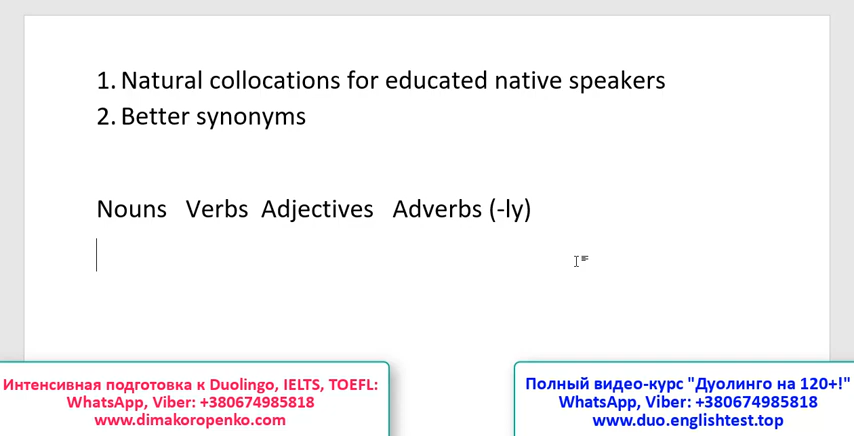 1. Natural collocations for educated native speakers
2. Better synonyms
Nouns Verbs Adjectives Adverbs (-ly)
Интенсивная подготовка к Duolingo, IELTS, TOEFL:
WhatsApp, Viber: +380674985818
www.dimakoropenko.com
Полный видео-курс "Дуолинго на 120+!"
WhatsApp, Viber: +380674985818
www.duo.englishtest.top